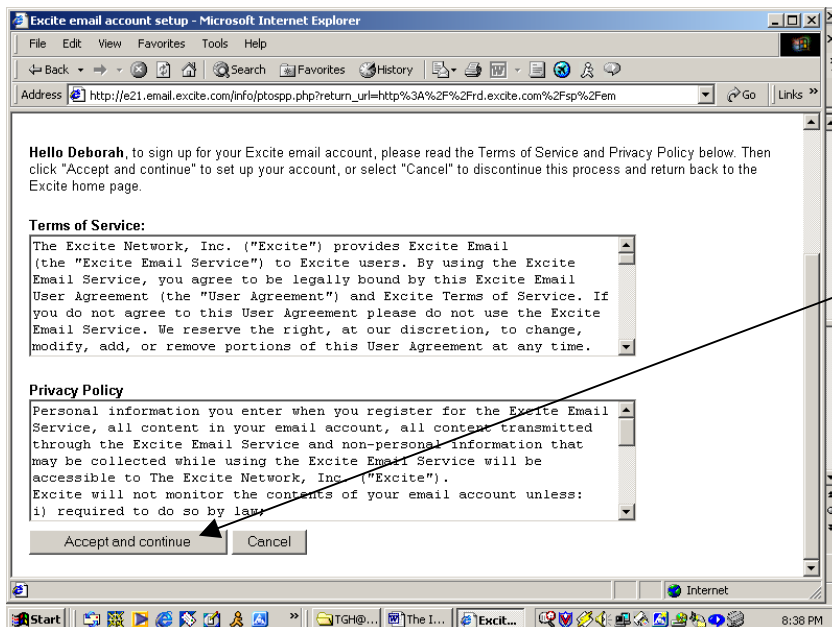 Excite email account setup - Microsoft Internet Explorer
File Edit View Favorites Tools Help
Back Search Favorites History
Address http://e21.email.excite.com/info/ptospp.php?return_url=http%3A%2F%2Frd.excite.com%2Fsp%2Fem Go Links »
Hello Deborah, to sign up for your Excite email account, please read the Terms of Service and Privacy Policy below. Then
click "Accept and continue" to set up your account, or select "Cancel" to discontinue this process and return back to the
Excite home page.
Terms of Service:
The Excite Network, Inc. ("Excite") provides Excite Email
(the "Excite Email Service") to Excite users. By using the Excite
Email Service, you agree to be legally bound by this Excite Email
User Agreement (the "User Agreement") and Excite Terms of Service. If
you do not agree to this User Agreement please do not use the Excite
Email Service. We reserve the right, at our discretion, to change,
modify, add, or remove portions of this User Agreement at any time.
Privacy Policy
Personal information you enter when you register for the Excite Email
Service, all content in your email account, all content transmitted
through the Excite Email Service and non-personal information that
may be collected while using the Excite Email Service will be
accessible to The Excite Network, Inc. ("Excite").
Excite will not monitor the contents of your email account unless:
i) required to do so by law;
Accept and continue Cancel
Internet
Start » TGH@... The I... Excit... 8:38 PM